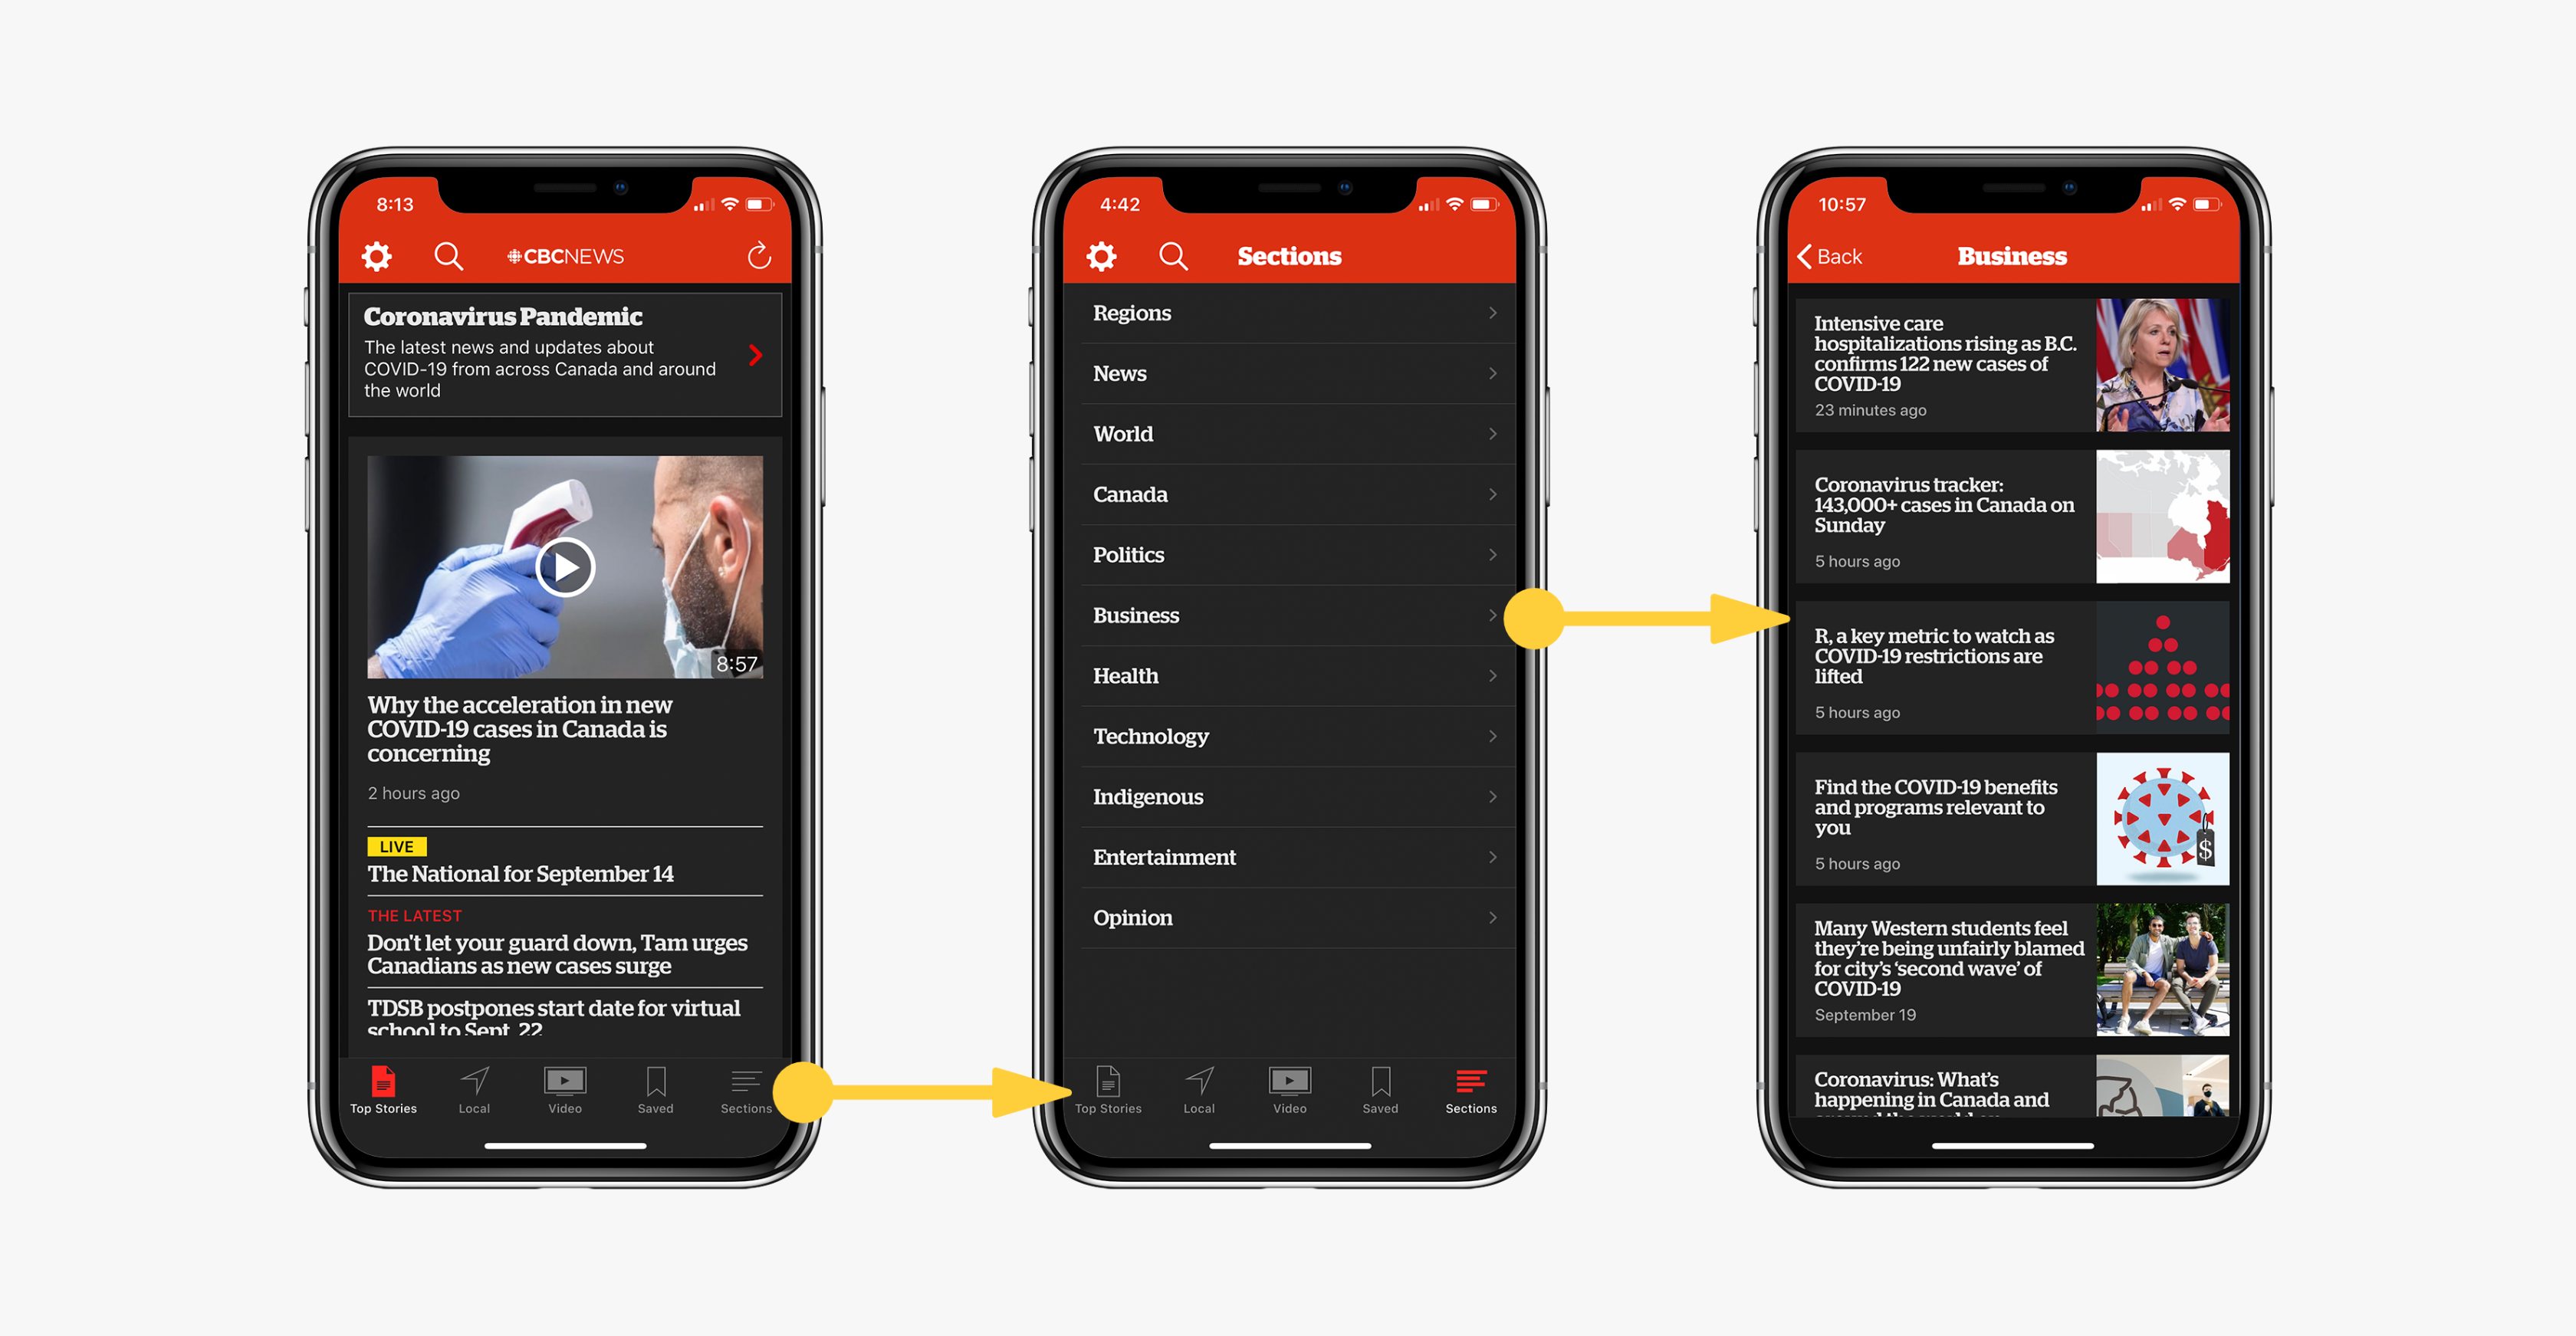 8:13
CBCNEWS
Coronavirus Pandemic
The latest news and updates about
COVID-19 from across Canada and around
the world
8:57
Why the acceleration in new
COVID-19 cases in Canada is
concerning
2 hours ago
LIVE
The National for September 14
THE LATEST
Don't let your guard down, Tam urges
Canadians as new cases surge
TDSB postpones start date for virtual
school to Sept. 22
Top Stories
Local
Video
Saved
Sections
4:42
Sections
Regions
News
World
Canada
Politics
Business
Health
Technology
Indigenous
Entertainment
Opinion
Top Stories
Local
Video
Saved
Sections
10:57
Back
Business
Intensive care
hospitalizations rising as B.C.
confirms 122 new cases of
COVID-19
23 minutes ago
Coronavirus tracker:
143,000+ cases in Canada on
Sunday
5 hours ago
R, a key metric to watch as
COVID-19 restrictions are
lifted
5 hours ago
Find the COVID-19 benefits
and programs relevant to
you
$
5 hours ago
Many Western students feel
they’re being unfairly blamed
for city’s ‘second wave’ of
COVID-19
September 19
Coronavirus: What’s
happening in Canada and